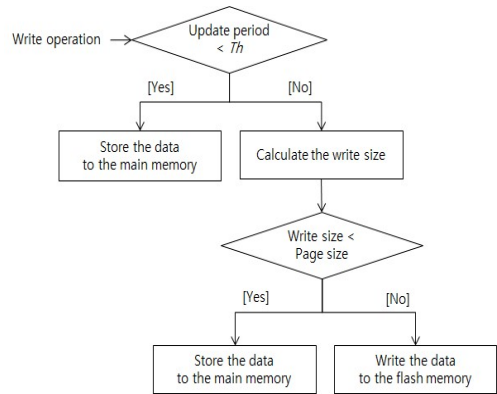 Update period
Write operation
< Th
[Yes]
[No]
Store the data
to the main memory
Calculate the write size
Write size <
Page size
[Yes]
[No]
Store the data
to the main memory
Write the data
to the flash memory